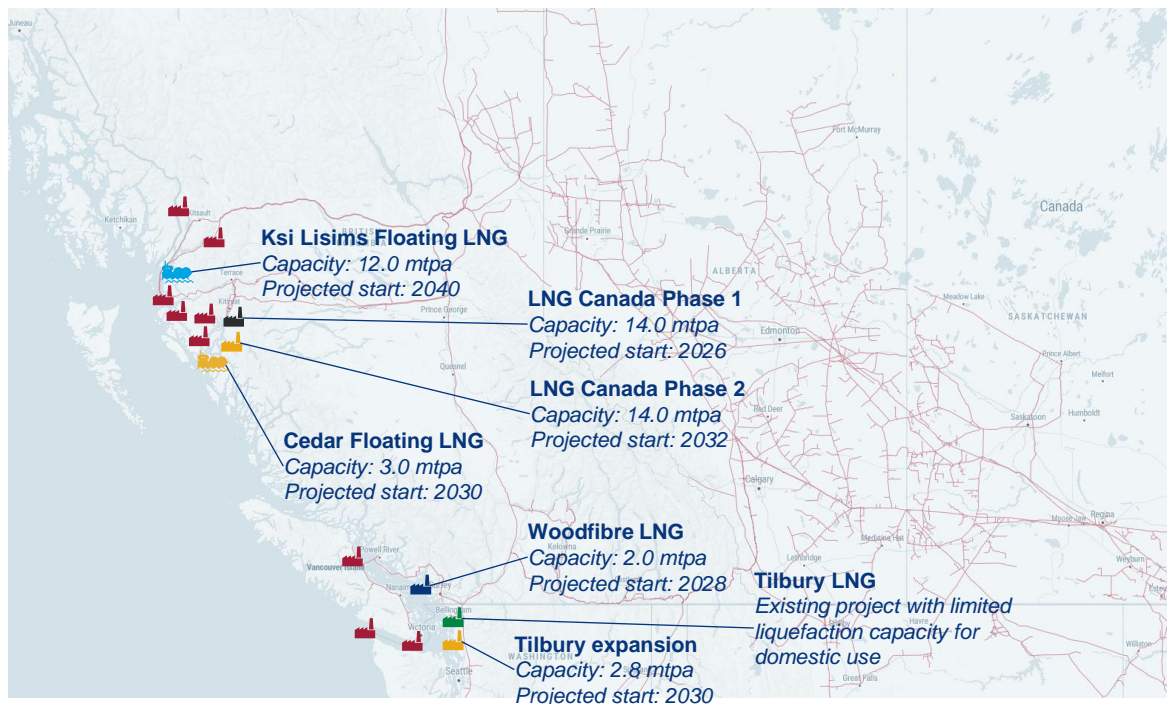 Juneau
Fort McMurray
Canada
Ketchikan
Kitsault
Ksi Lisims Floating LNG
Capacity: 12.0 mtpa
Projected start: 2040
BRITISH
Grande Prairie
ALBERTA
Terrace
Kitimat
Prince George
LNG Canada Phase 1
Capacity: 14.0 mtpa
Projected start: 2026
Meadow Lake
SASKATCHEWAN
Edmonton
Prince Albert
Melfort
Quesnel
LNG Canada Phase 2
Capacity: 14.0 mtpa
Projected start: 2032
Red Deer
Saskatoon
Humboldt
Cedar Floating LNG
Capacity: 3.0 mtpa
Projected start: 2030
Calgary
Moose Jaw
Regina
Weyburn
Medicine Hat
Lethbridge
Woodfibre LNG
Capacity: 2.0 mtpa
Projected start: 2028
Kelowna
Powell River
Vancouver Island
Nanaimo
Bellingham
Victoria
Tilbury LNG
Existing project with limited
liquefaction capacity for
domestic use
Havre
Williston
Tilbury expansion
Capacity: 2.8 mtpa
Projected start: 2030
WASHINGTON
Seattle
Great Falls